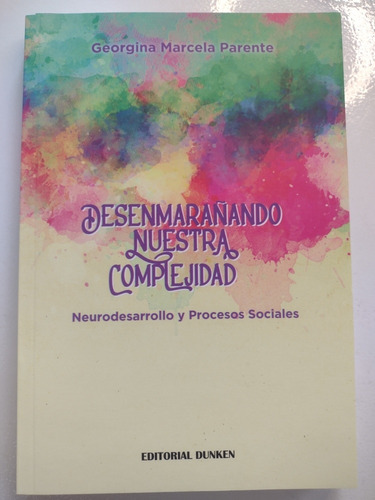 Georgina Marcela Parente
DESENMARAÑANDO
NUESTRA
COMPLEJIDAD
Neurodesarrollo y Procesos Sociales
EDITORIAL DUNKEN